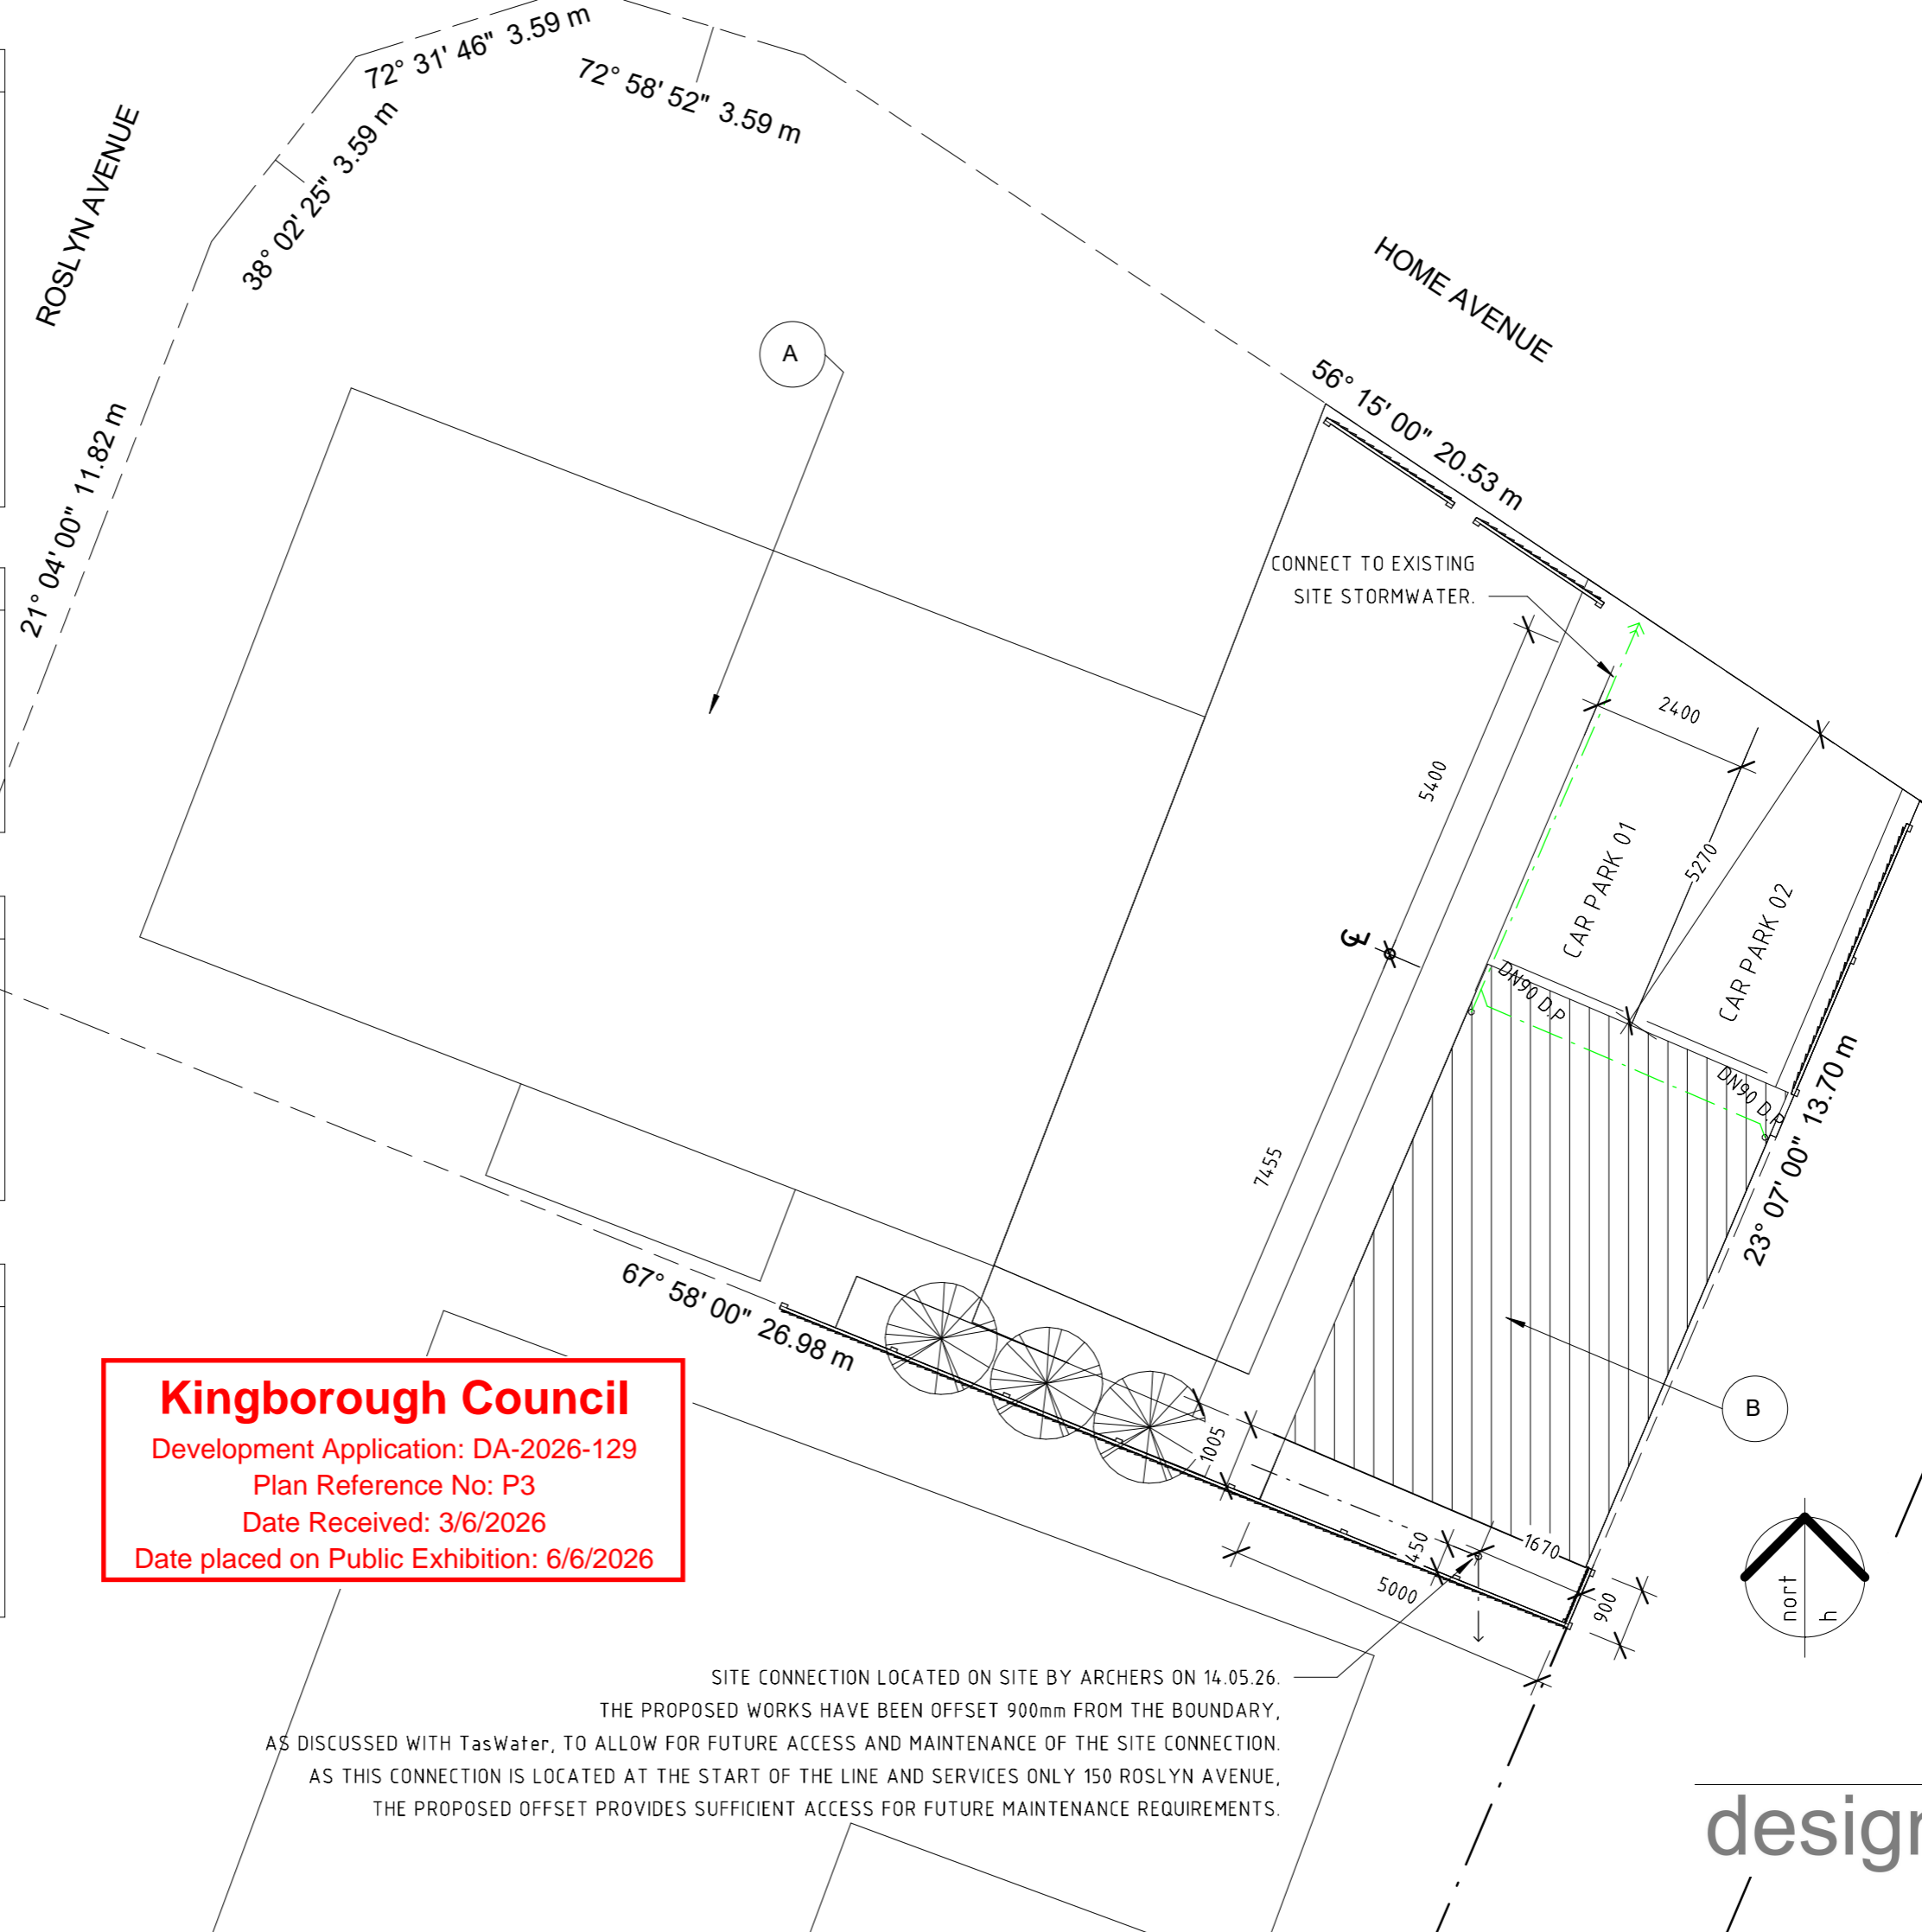 72° 31' 46" 3.59 m
72° 58' 52" 3.59 m
38° 02' 25" 3.59 m
ROSLYN AVENUE
HOME AVENUE
A
56° 15' 00" 20.53 m
21° 04' 00" 11.82 m
CONNECT TO EXISTING
SITE STORMWATER.
2400
5400
5270
CAR PARK 01
CAR PARK 02
DN90 D.P
DN90 D.P
7455
23° 07' 00" 13.70 m
67° 58' 00" 26.98 m
B
1005
450
1670
5000
900
Kingborough Council
Development Application: DA-2026-129
Plan Reference No: P3
Date Received: 3/6/2026
Date placed on Public Exhibition: 6/6/2026
nort
h
SITE CONNECTION LOCATED ON SITE BY ARCHERS ON 14.05.26.
THE PROPOSED WORKS HAVE BEEN OFFSET 900mm FROM THE BOUNDARY,
AS DISCUSSED WITH TasWater, TO ALLOW FOR FUTURE ACCESS AND MAINTENANCE OF THE SITE CONNECTION.
AS THIS CONNECTION IS LOCATED AT THE START OF THE LINE AND SERVICES ONLY 150 ROSLYN AVENUE,
THE PROPOSED OFFSET PROVIDES SUFFICIENT ACCESS FOR FUTURE MAINTENANCE REQUIREMENTS.